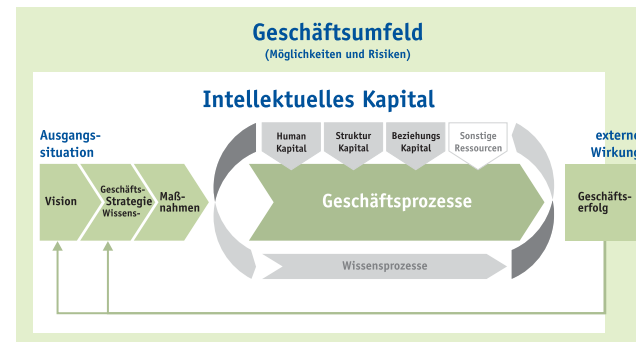 Geschäftsumfeld
(Möglichkeiten und Risiken)
Intellektuelles Kapital
Ausgangs-
situation
Human
Kapital
Struktur
Kapital
Beziehungs
Kapital
Sonstige
Ressourcen
externe
Wirkung
Vision
Geschäfts-
Strategie
Wissens-
Maß-
nahmen
Geschäftsprozesse
Geschäfts-
erfolg
Wissensprozesse